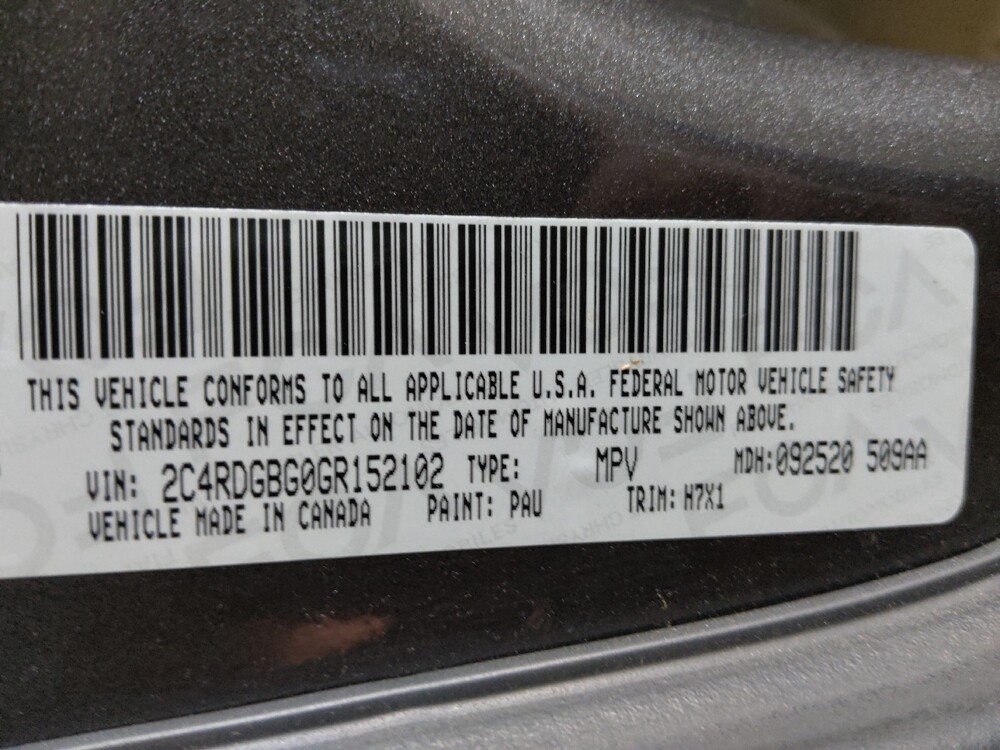 THIS VEHICLE CONFORMS TO ALL APPLICABLE U.S.A. FEDERAL MOTOR VEHICLE SAFETY
STANDARDS IN EFFECT ON THE DATE OF MANUFACTURE SHOWN ABOVE.
VIN: 2C4RDGBG0GR152102 TYPE: MPV MDH:092520 509AA
VEHICLE MADE IN CANADA PAINT: PAU TRIM: H7X1